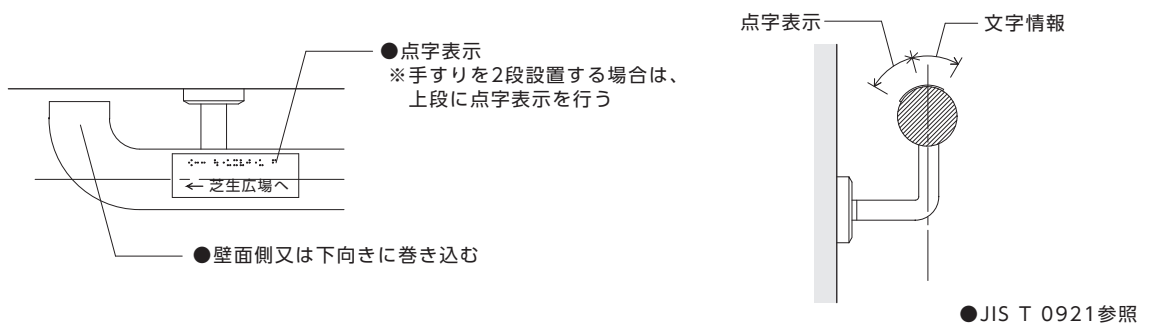 ●点字表示
※手すりを2段設置する場合は、
上段に点字表示を行う
← 芝生広場へ
●壁面側又は下向きに巻き込む
点字表示
文字情報
●JIS T 0921参照